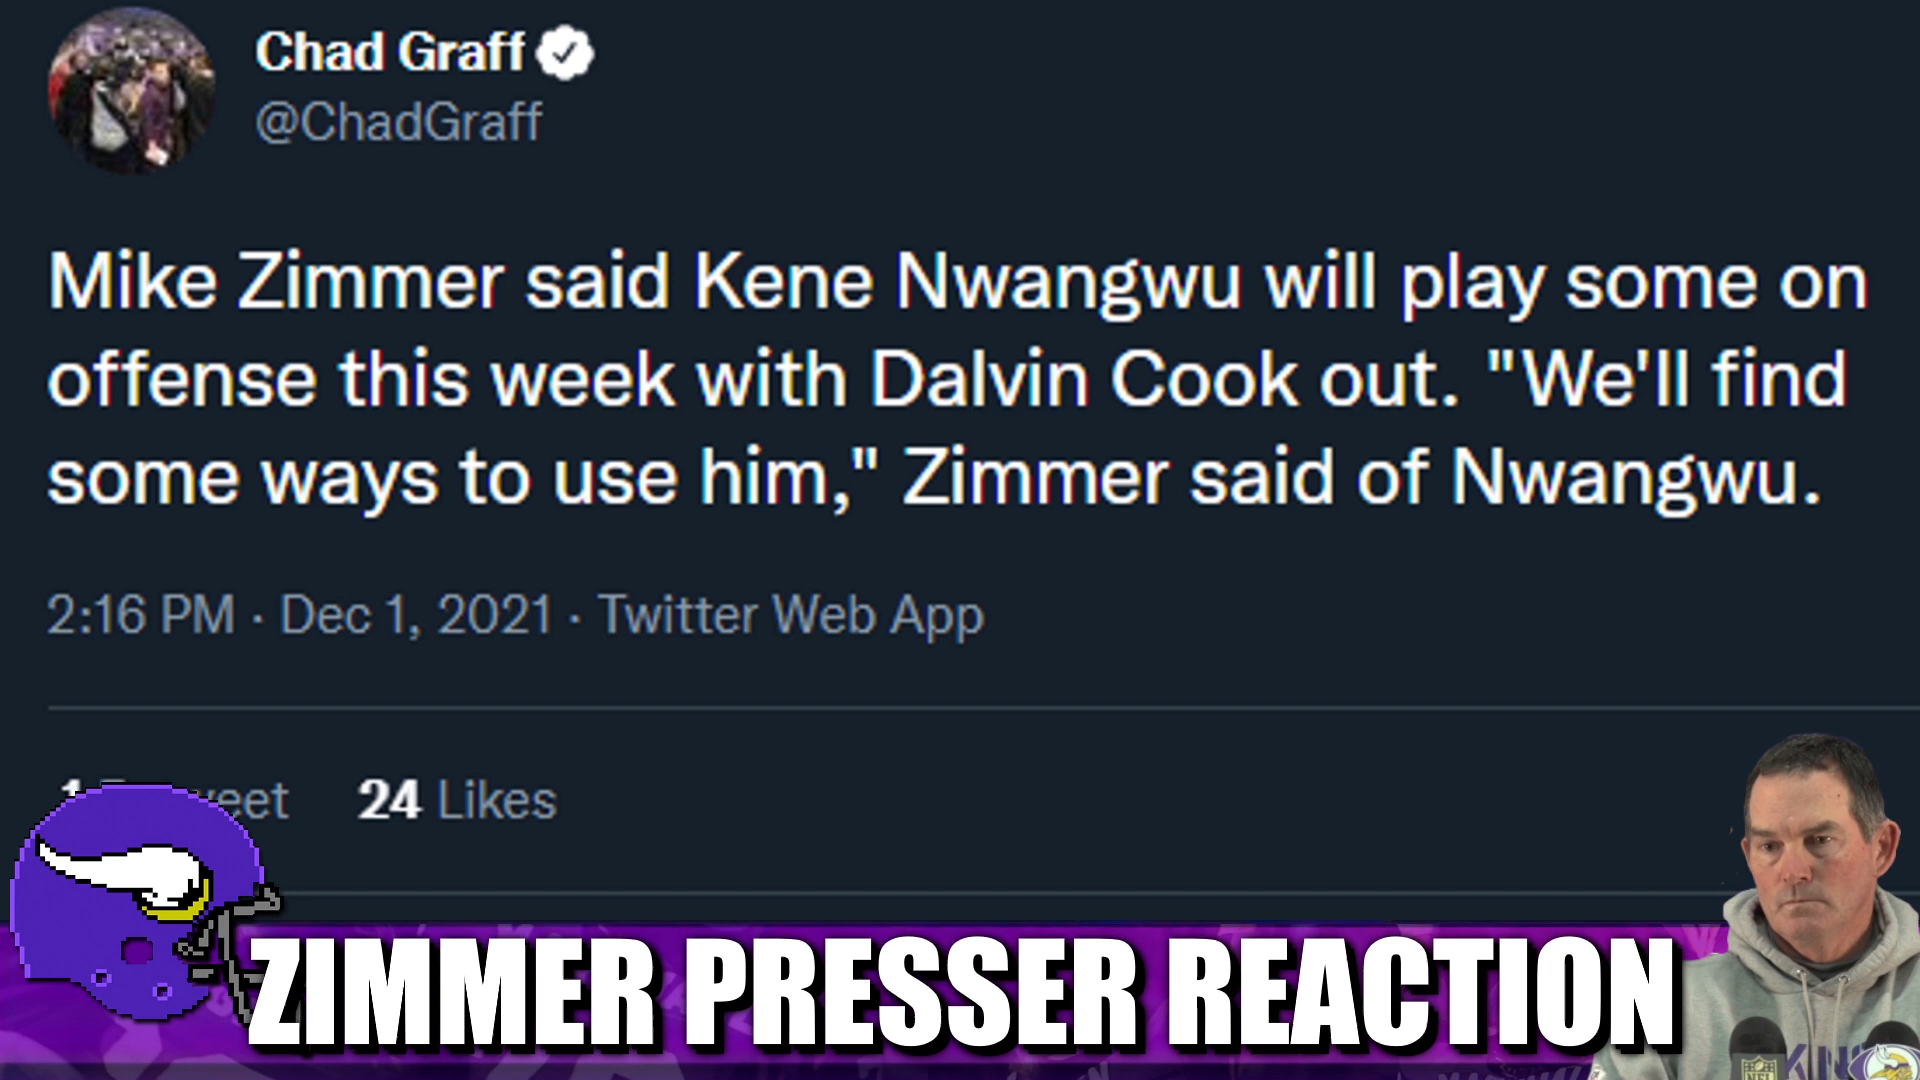 Chad Graff
@ChadGraff
Mike Zimmer said Kene Nwangwu will play some on
offense this week with Dalvin Cook out. "We'll find
some ways to use him," Zimmer said of Nwangwu.
2:16 PM · Dec 1, 2021 · Twitter Web App
24 Likes
ZIMMER PRESSER REACTION
NFL